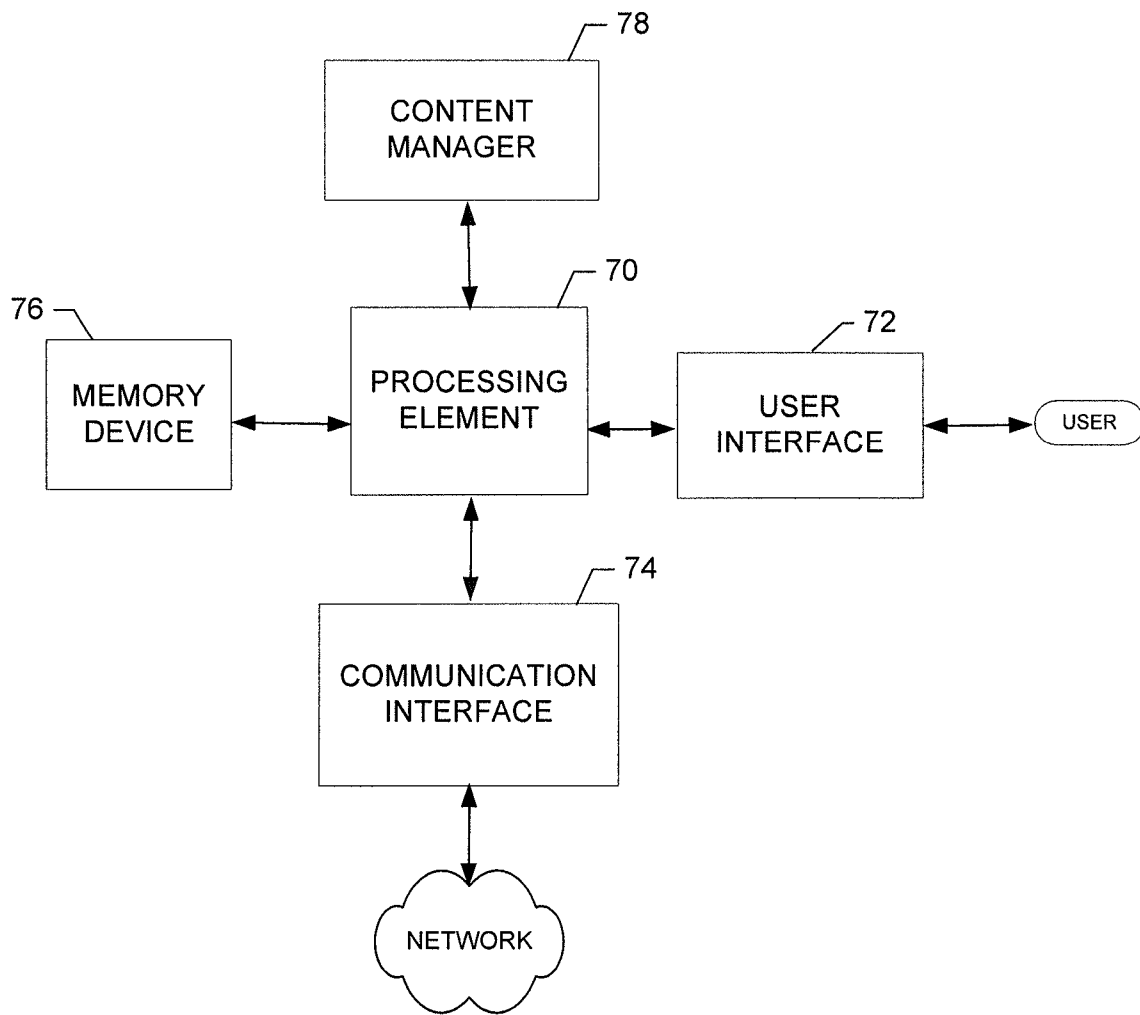 78
CONTENT
MANAGER
70
76
72
MEMORY
DEVICE
PROCESSING
ELEMENT
USER
INTERFACE
USER
74
COMMUNICATION
INTERFACE
NETWORK